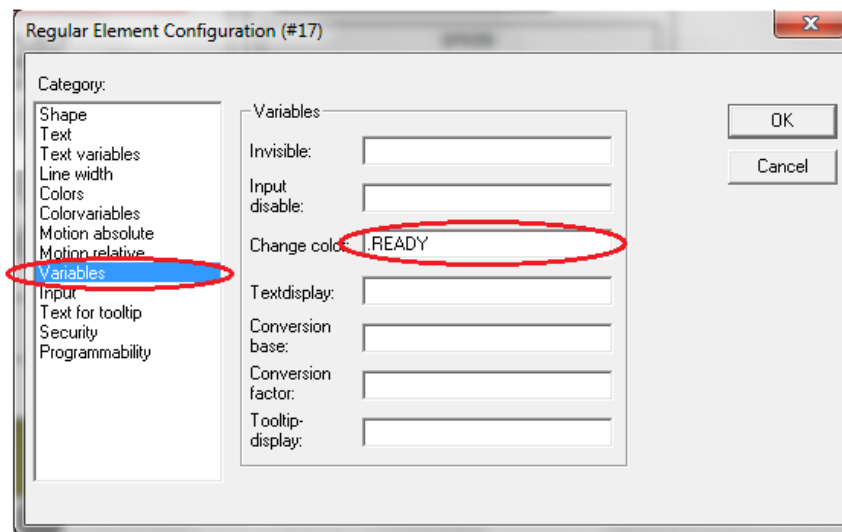 Regular Element Configuration (#17)
Category:
Shape
Text
Text variables
Line width
Colors
Colorvariables
Motion absolute
Motion relative
Variables
Input
Text for tooltip
Security
Programmability
Variables
Invisible:
Input
disable:
Change color: .READY
Textdisplay:
Conversion
base:
Conversion
factor:
Tooltip-
display:
OK
Cancel